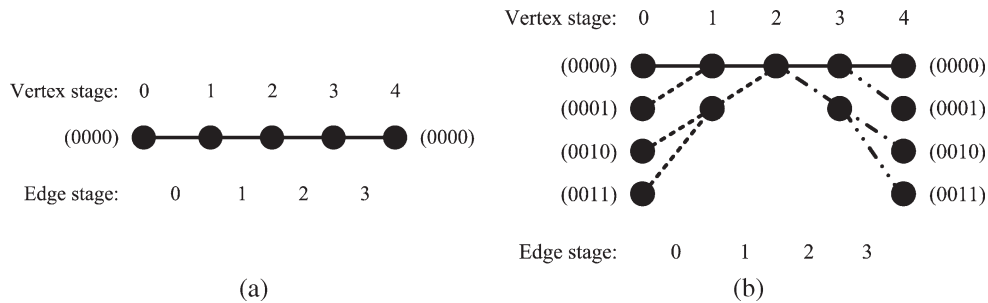 Vertex stage: 0 1 2 3 4
(0000) (0000)
Edge stage: 0 1 2 3
(a)
Vertex stage: 0 1 2 3 4
(0000) (0000)
(0001) (0001)
(0010) (0010)
(0011) (0011)
Edge stage: 0 1 2 3
(b)